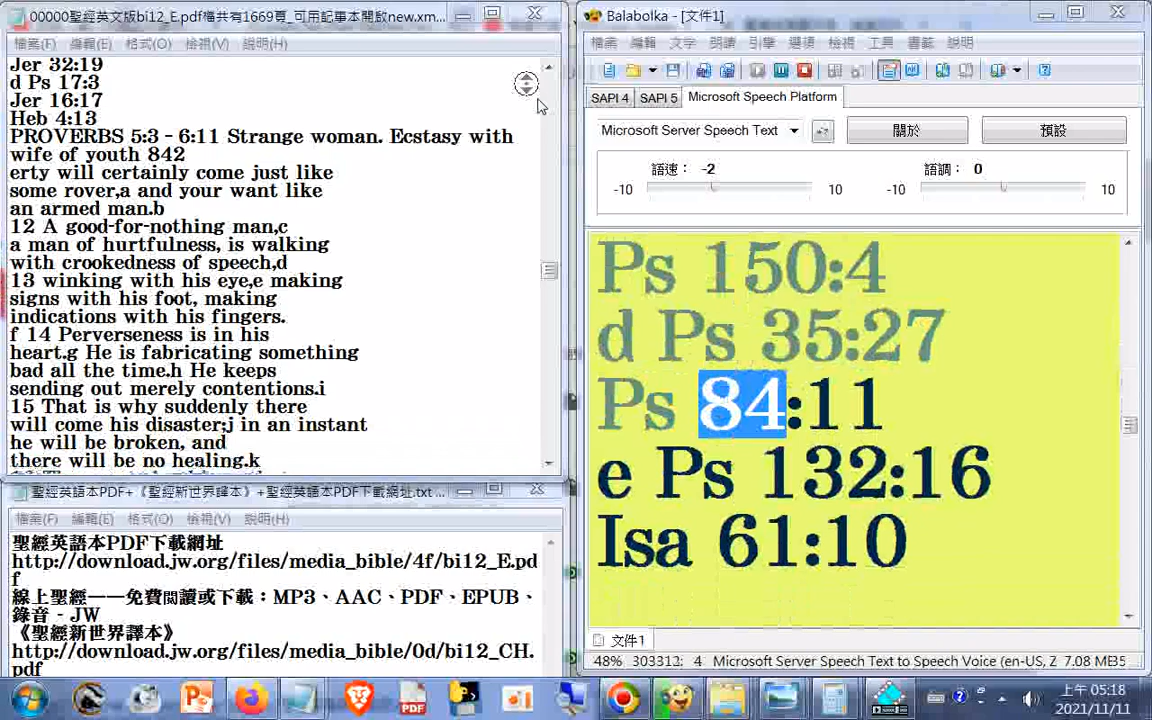 00000聖經英文版bi12_E.pdf檔共有1669頁_可用記事本開啟new.xm...
檔案(F) 編輯(E) 格式(O) 檢視(V) 說明(H)
Jer 32:19
d Ps 17:3
Jer 16:17
Heb 4:13
PROVERBS 5:3 - 6:11 Strange woman. Ecstasy with
wife of youth 842
erty will certainly come just like
some rover,a and your want like
an armed man.b
12 A good-for-nothing man,c
a man of hurtfulness, is walking
with crookedness of speech,d
13 winking with his eye,e making
signs with his foot, making
indications with his fingers.
f 14 Perverseness is in his
heart.g He is fabricating something
bad all the time.h He keeps
sending out merely contentions.i
15 That is why suddenly there
will come his disaster;j in an instant
he will be broken, and
there will be no healing.k
聖經英語本PDF+《聖經新世界譯本》+聖經英語本PDF下載網址.txt ...
檔案(F) 編輯(E) 格式(O) 檢視(V) 說明(H)
聖經英語本PDF下載網址
http://download.jw.org/files/media_bible/4f/bi12_E.pd
f
線上聖經——免費閱讀或下載：MP3、AAC、PDF、EPUB、
錄音 - JW
《聖經新世界譯本》
http://download.jw.org/files/media_bible/0d/bi12_CH.
pdf
Balabolka - [文件1]
檔案 編輯 文字 朗讀 引擎 選項 檢視 工具 書籤 說明
SAPI 4 SAPI 5 Microsoft Speech Platform
Microsoft Server Speech Text 關於 預設
語速： -2 語調： 0
-10 10 -10 10
Ps 150:4
d Ps 35:27
Ps 84:11
e Ps 132:16
Isa 61:10
文件1
48% 303312: 4 Microsoft Server Speech Text to Speech Voice (en-US, Z 7.08 MB
PDF
上午 05:18
2021/11/11